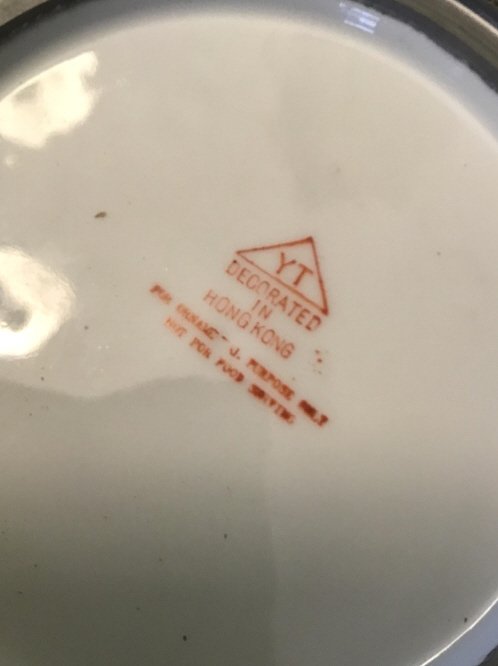 YT
DECORATED
IN
HONG KONG
FOR PURPOSE ONLY
NOT FOR FOOD SERVING